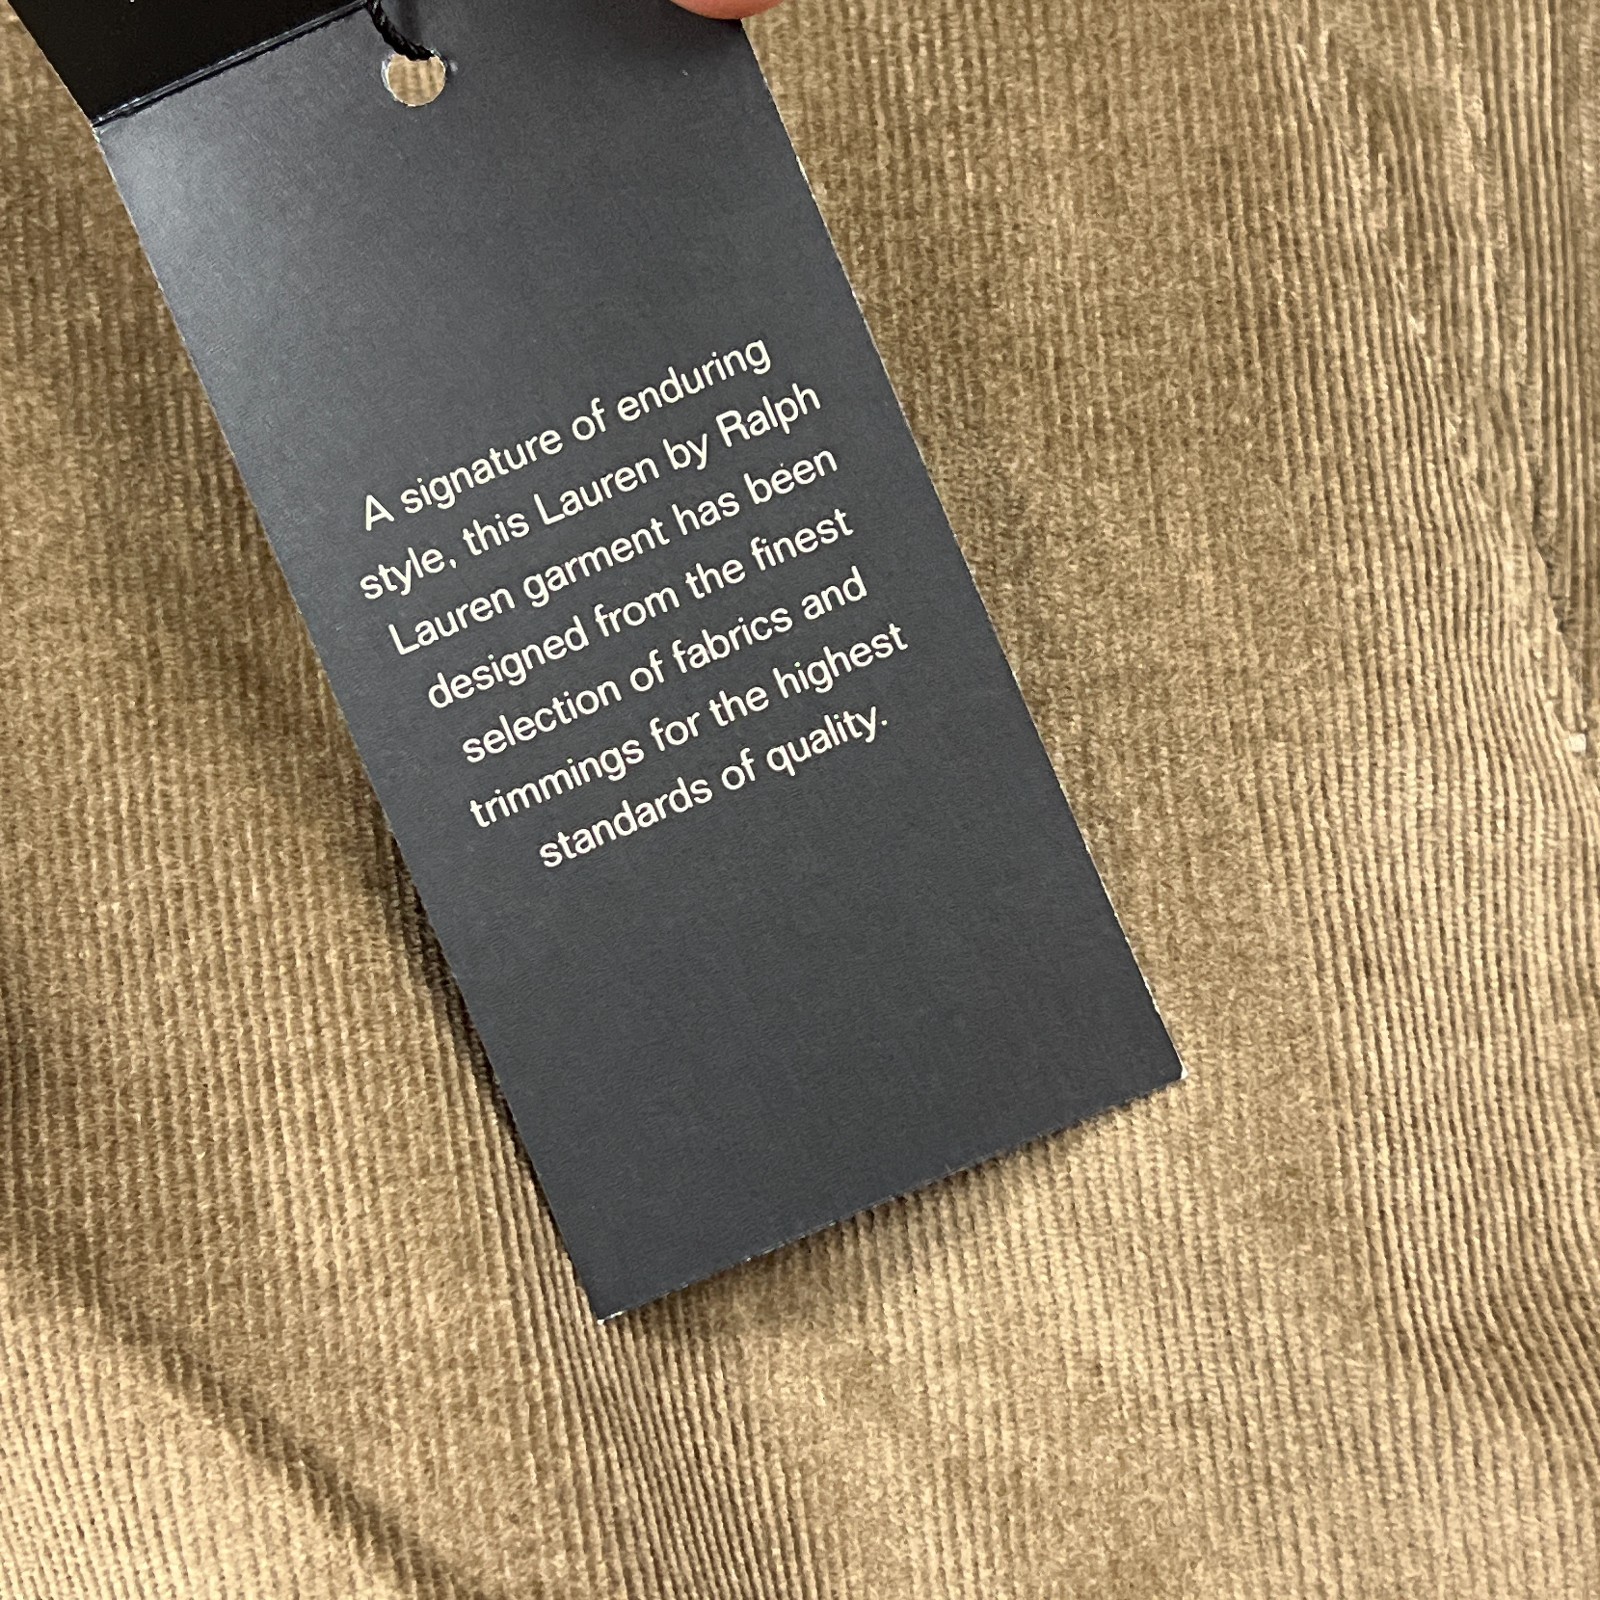 A signature of enduring
style, this Lauren by Ralph
Lauren garment has been
designed from the finest
selection of fabrics and
trimmings for the highest
standards of quality.